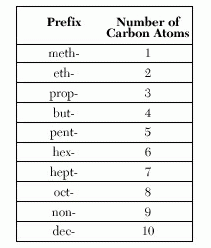 Prefix Number of Carbon Atoms
meth- 1
eth- 2
prop- 3
but- 4
pent- 5
hex- 6
hept- 7
oct- 8
non- 9
dec- 10